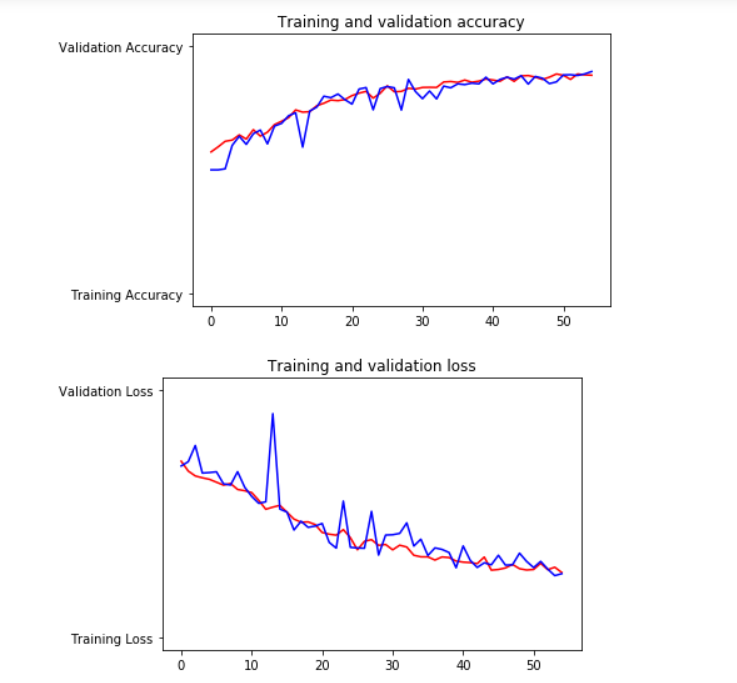 Training and validation accuracy
Validation Accuracy
Training Accuracy
0 10 20 30 40 50
Training and validation loss
Validation Loss
Training Loss
0 10 20 30 40 50